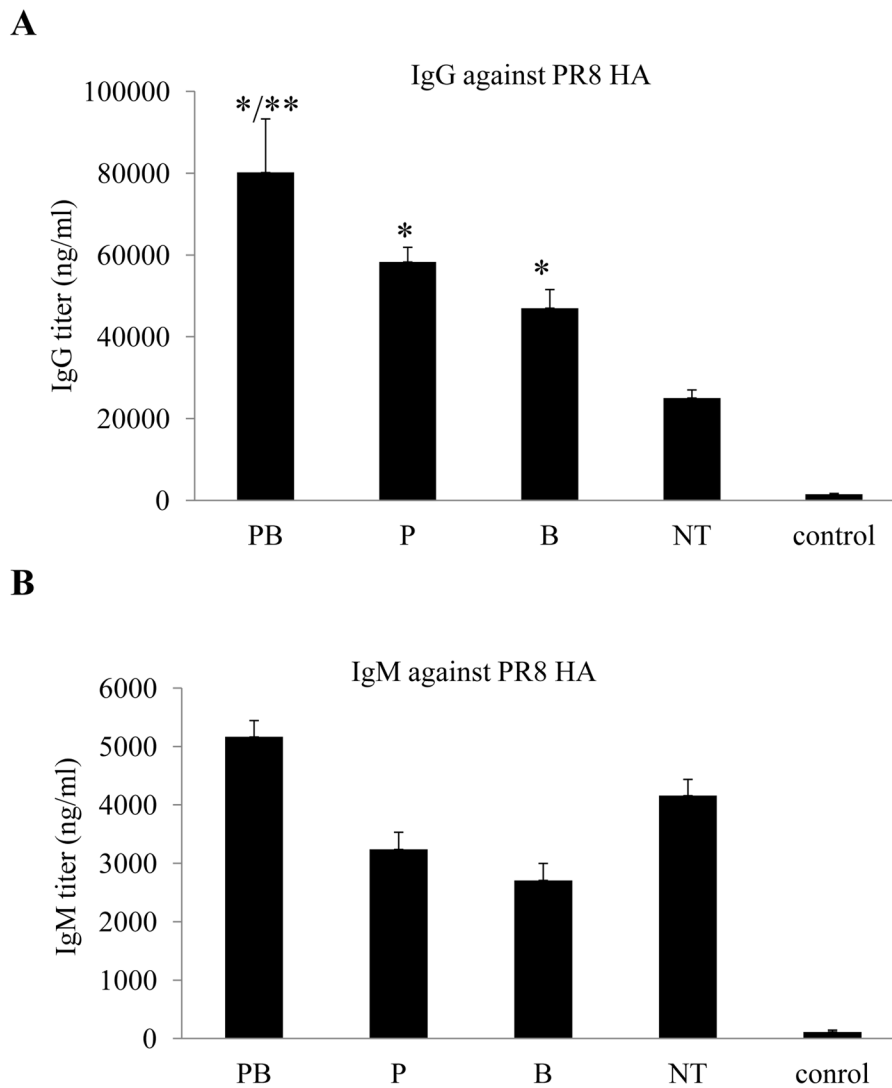 A
IgG against PR8 HA
IgG titer (ng/ml)
100000
80000
60000
40000
20000
0
*/**
*
*
PB P B NT control
B
IgM against PR8 HA
IgM titer (ng/ml)
6000
5000
4000
3000
2000
1000
0
PB P B NT conrol